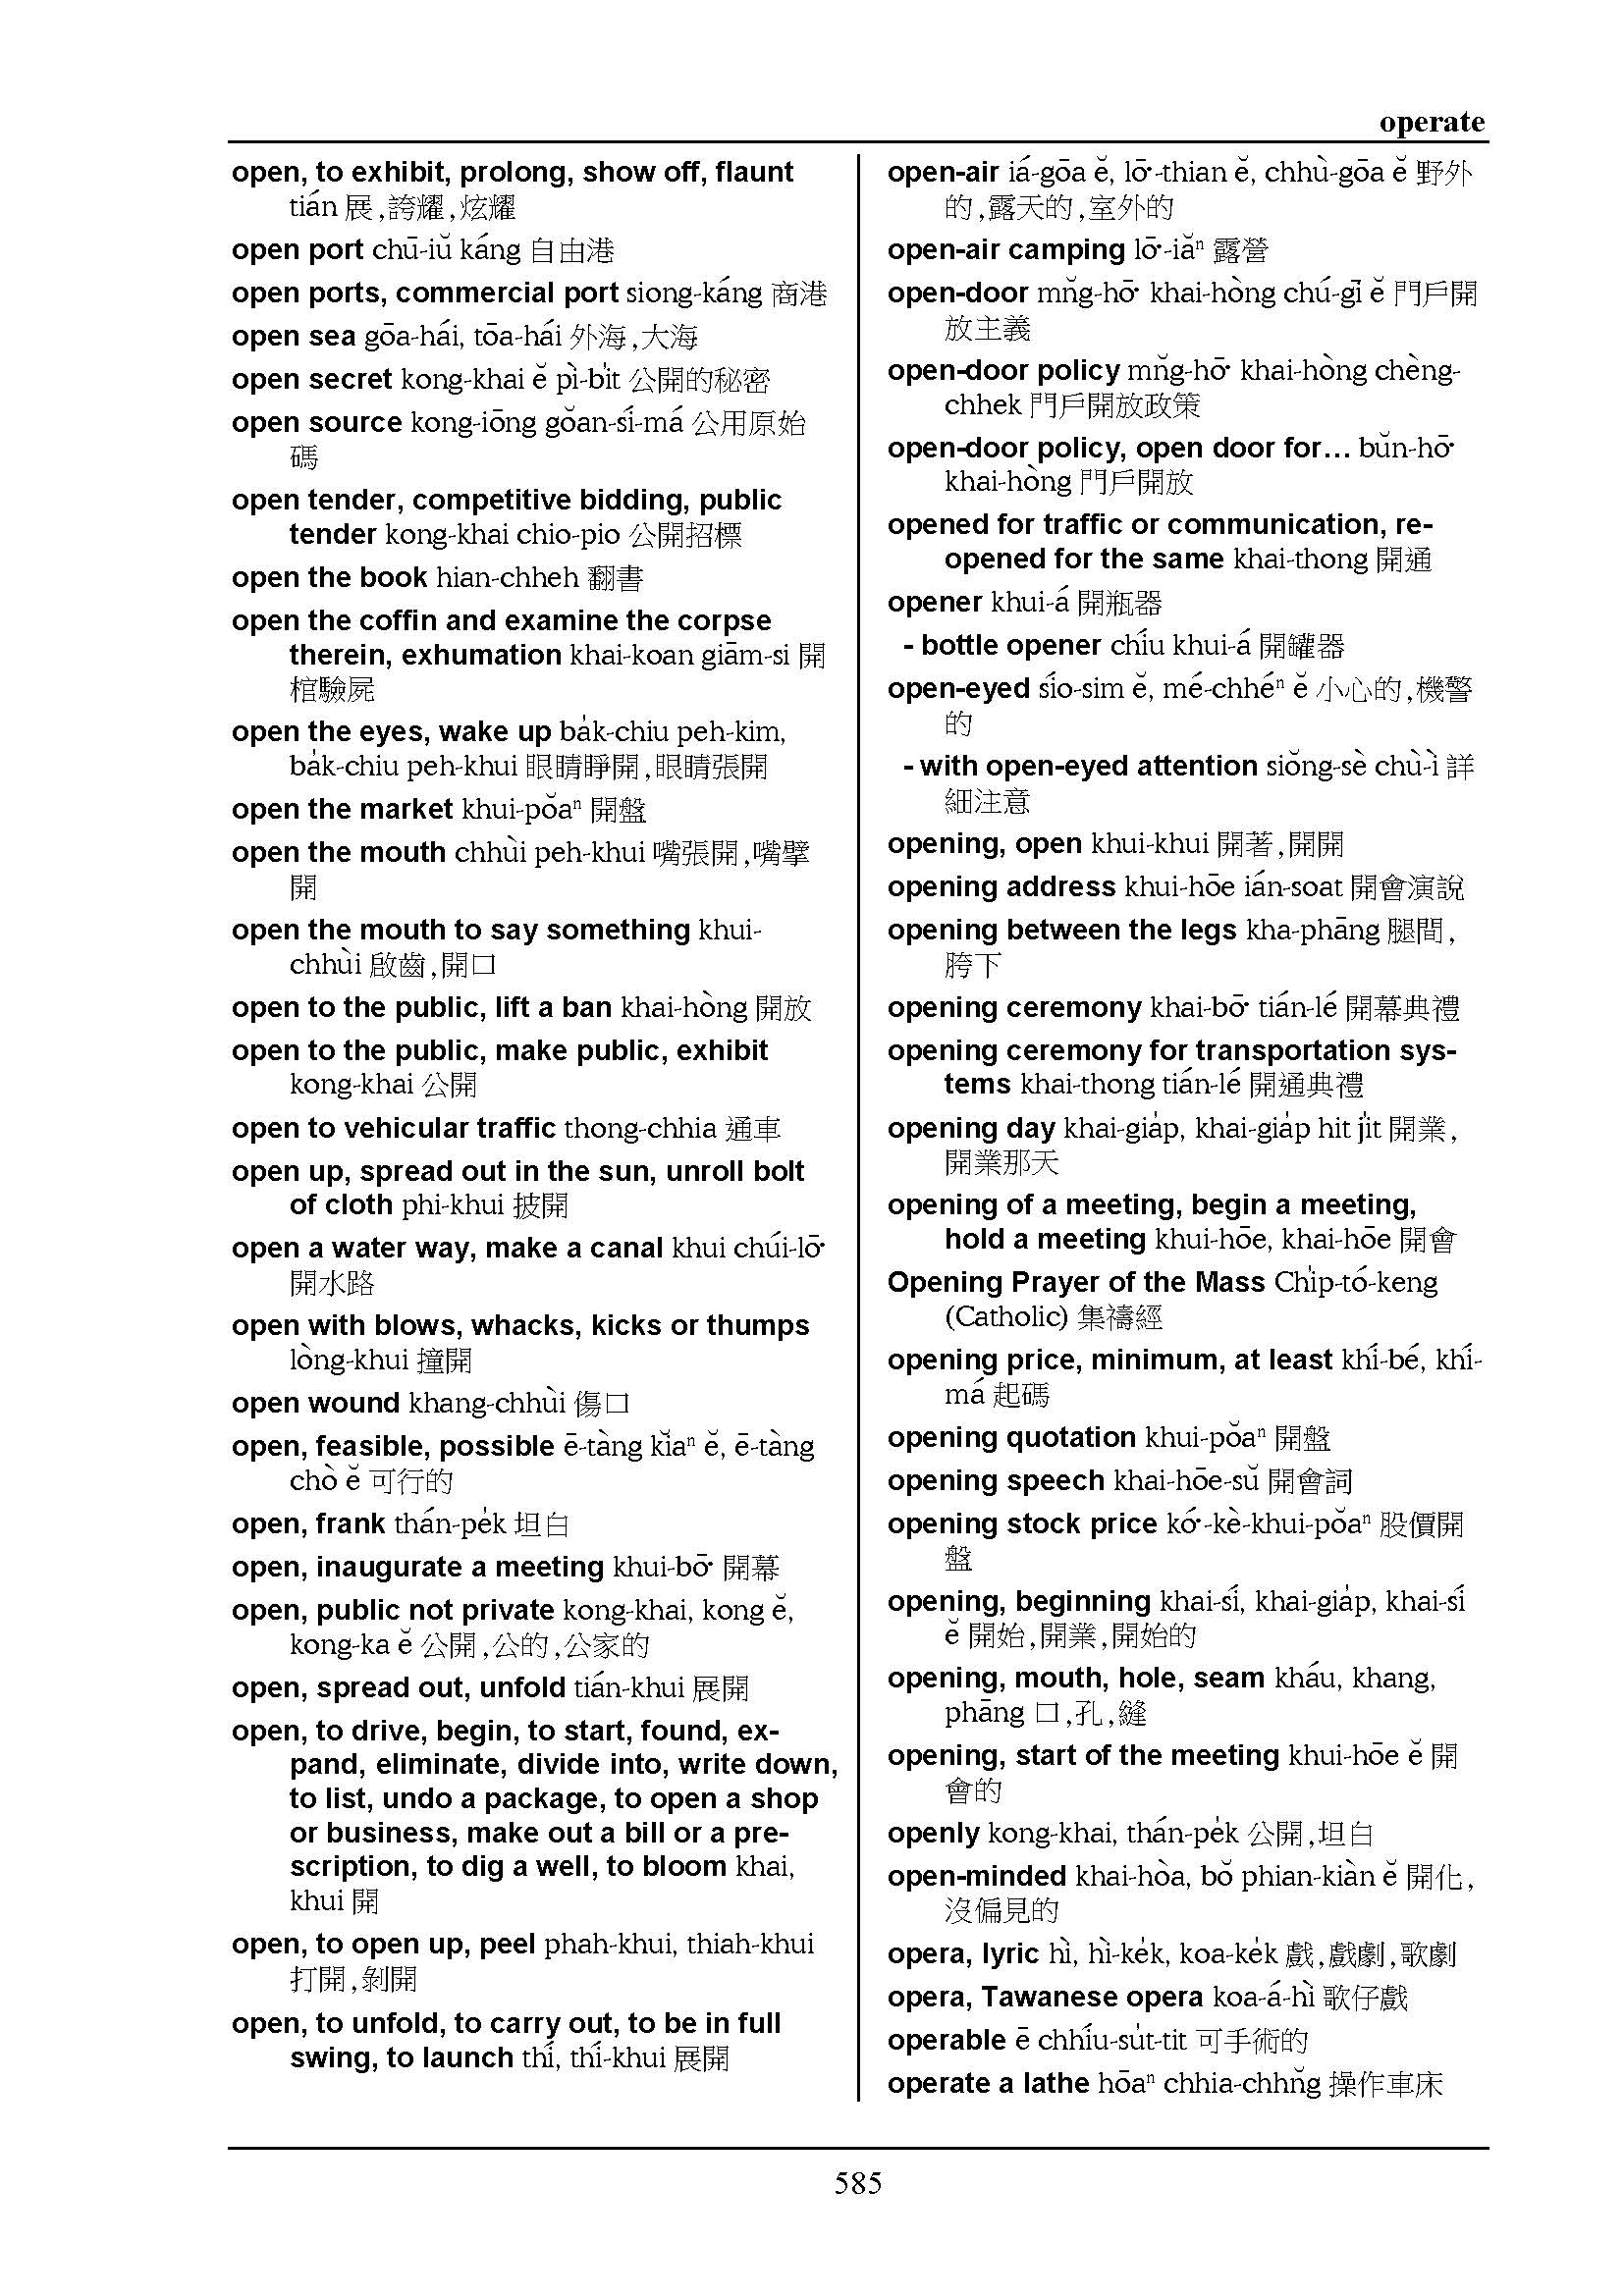 operate
open, to exhibit, prolong, show off, flaunt
tián 展,誇耀,炫耀
open port chū-iŭ káng 自由港
open ports, commercial port siong-káng 商港
open sea gōa-hái, tōa-hái 外海,大海
open secret kong-khai ĕ pì-bi̍t 公開的秘密
open source kong-iōng gŏan-sí-má 公用原始
碼
open tender, competitive bidding, public
tender kong-khai chio-pio 公開招標
open the book hian-chheh 翻書
open the coffin and examine the corpse
therein, exhumation khai-koan giām-si 開
棺驗屍
open the eyes, wake up ba̍k-chiu peh-kim,
ba̍k-chiu peh-khui 眼睛睜開,眼睛張開
open the market khui-pŏaⁿ 開盤
open the mouth chhùi peh-khui 嘴張開,嘴擘
開
open the mouth to say something khui-
chhùi 啟齒,開口
open to the public, lift a ban khai-hòng 開放
open to the public, make public, exhibit
kong-khai 公開
open to vehicular traffic thong-chhia 通車
open up, spread out in the sun, unroll bolt
of cloth phi-khui 披開
open a water way, make a canal khui chúi-lō͘
開水路
open with blows, whacks, kicks or thumps
lòng-khui 撞開
open wound khang-chhùi 傷口
open, feasible, possible ē-tàng kĭaⁿ ĕ, ē-tàng
chò ĕ 可行的
open, frank thán-pe̍k 坦白
open, inaugurate a meeting khui-bō͘ 開幕
open, public not private kong-khai, kong ĕ,
kong-ka ĕ 公開,公的,公家的
open, spread out, unfold tián-khui 展開
open, to drive, begin, to start, found, ex-
pand, eliminate, divide into, write down,
to list, undo a package, to open a shop
or business, make out a bill or a pre-
scription, to dig a well, to bloom khai,
khui 開
open, to open up, peel phah-khui, thiah-khui
打開,剝開
open, to unfold, to carry out, to be in full
swing, to launch thí, thí-khui 展開
open-air iá-gōa ĕ, lō͘-thian ĕ, chhù-gōa ĕ 野外
的,露天的,室外的
open-air camping lō͘-iăⁿ 露營
open-door mn̆g-hō͘ khai-hòng chú-gī ĕ 門戶開
放主義
open-door policy mn̆g-hō͘ khai-hòng chèng-
chhek 門戶開放政策
open-door policy, open door for… bŭn-hō͘
khai-hòng 門戶開放
opened for traffic or communication, re-
opened for the same khai-thong 開通
opener khui-á 開瓶器
- bottle opener chíu khui-á 開罐器
open-eyed sío-sim ĕ, mé-chhéⁿ ĕ 小心的,機警
的
- with open-eyed attention siŏng-sè chù-ì 詳
細注意
opening, open khui-khui 開著,開開
opening address khui-hōe ián-soat 開會演說
opening between the legs kha-phāng 腿間,
胯下
opening ceremony khai-bō͘ tián-lé 開幕典禮
opening ceremony for transportation sys-
tems khai-thong tián-lé 開通典禮
opening day khai-gia̍p, khai-gia̍p hit ji̍t 開業,
開業那天
opening of a meeting, begin a meeting,
hold a meeting khui-hōe, khai-hōe 開會
Opening Prayer of the Mass Chi̍p-tó-keng
(Catholic) 集禱經
opening price, minimum, at least khí-bé, khí-
má 起碼
opening quotation khui-pŏaⁿ 開盤
opening speech khai-hōe-sŭ 開會詞
opening stock price kó͘-kè-khui-pŏaⁿ 股價開
盤
opening, beginning khai-sí, khai-gia̍p, khai-sí
ĕ 開始,開業,開始的
opening, mouth, hole, seam kháu, khang,
phāng 口,孔,縫
opening, start of the meeting khui-hōe ĕ 開
會的
openly kong-khai, thán-pe̍k 公開,坦白
open-minded khai-hòa, bŏ phian-kiàn ĕ 開化,
沒偏見的
opera, lyric hì, hì-ke̍k, koa-ke̍k 戲,戲劇,歌劇
opera, Tawanese opera koa-á-hì 歌仔戲
operable ē chhíu-su̍t-tit 可手術的
operate a lathe hōaⁿ chhia-chhn̆g 操作車床
585